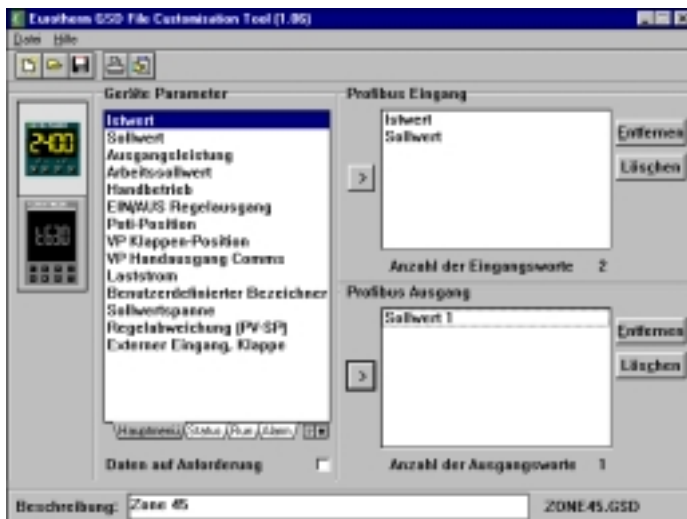 Eurotherm GSD File Customisation Tool (1.06)
Datei Hilfe
Geräte Parameter
Istwert
Sollwert
Ausgangsleistung
Arbeitssollwert
Handbetrieb
EIN/AUS Regelausgang
Poti-Position
VP Klappen-Position
VP Handausgang Comms
Laststrom
Benutzerdefinierter Bezeichner
Sollwertspanne
Regelabweichung (PV-SP)
Externer Eingang, Klappe
Hauptmenü Status Run Alarm
Daten auf Anforderung
Profibus Eingang
Istwert
Sollwert
>
Entfernen
Löschen
Anzahl der Eingangsworte 2
Profibus Ausgang
Sollwert 1
>
Entfernen
Löschen
Anzahl der Ausgangsworte 1
Beschreibung: Zone 45
ZONE45.GSD